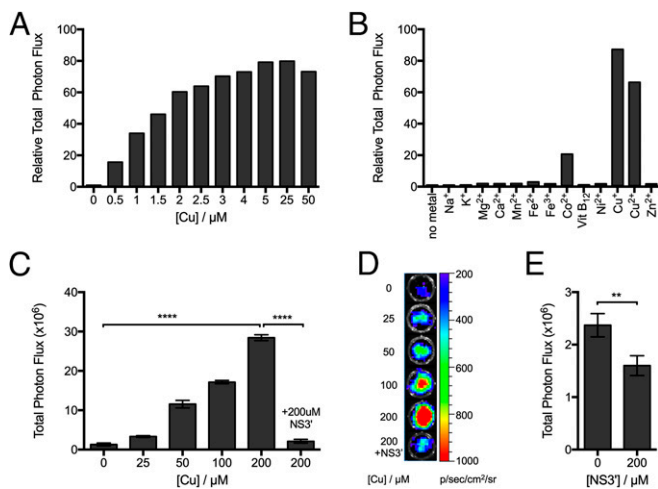 A
Relative Total Photon Flux
100
80
60
40
20
0
0 0.5 1 1.5 2 2.5 3 4 5 25 50
[Cu] / µM
B
Relative Total Photon Flux
100
80
60
40
20
0
no metal Na⁺ K⁺ Mg²⁺ Ca²⁺ Mn²⁺ Fe²⁺ Fe³⁺ Co²⁺ Vit B₁₂ Ni²⁺ Cu⁺ Cu²⁺ Zn²⁺
C
Total Photon Flux (x10⁶)
40
30
20
10
0
**** ****
+200uM
NS3'
0 25 50 100 200 200
[Cu] / µM
D
0
25
50
100
200
200
+NS3'
[Cu] / µM
200
400
600
800
1000
p/sec/cm²/sr
E
Total Photon Flux (x10⁶)
3
2
1
0
**
0 200
[NS3'] / µM